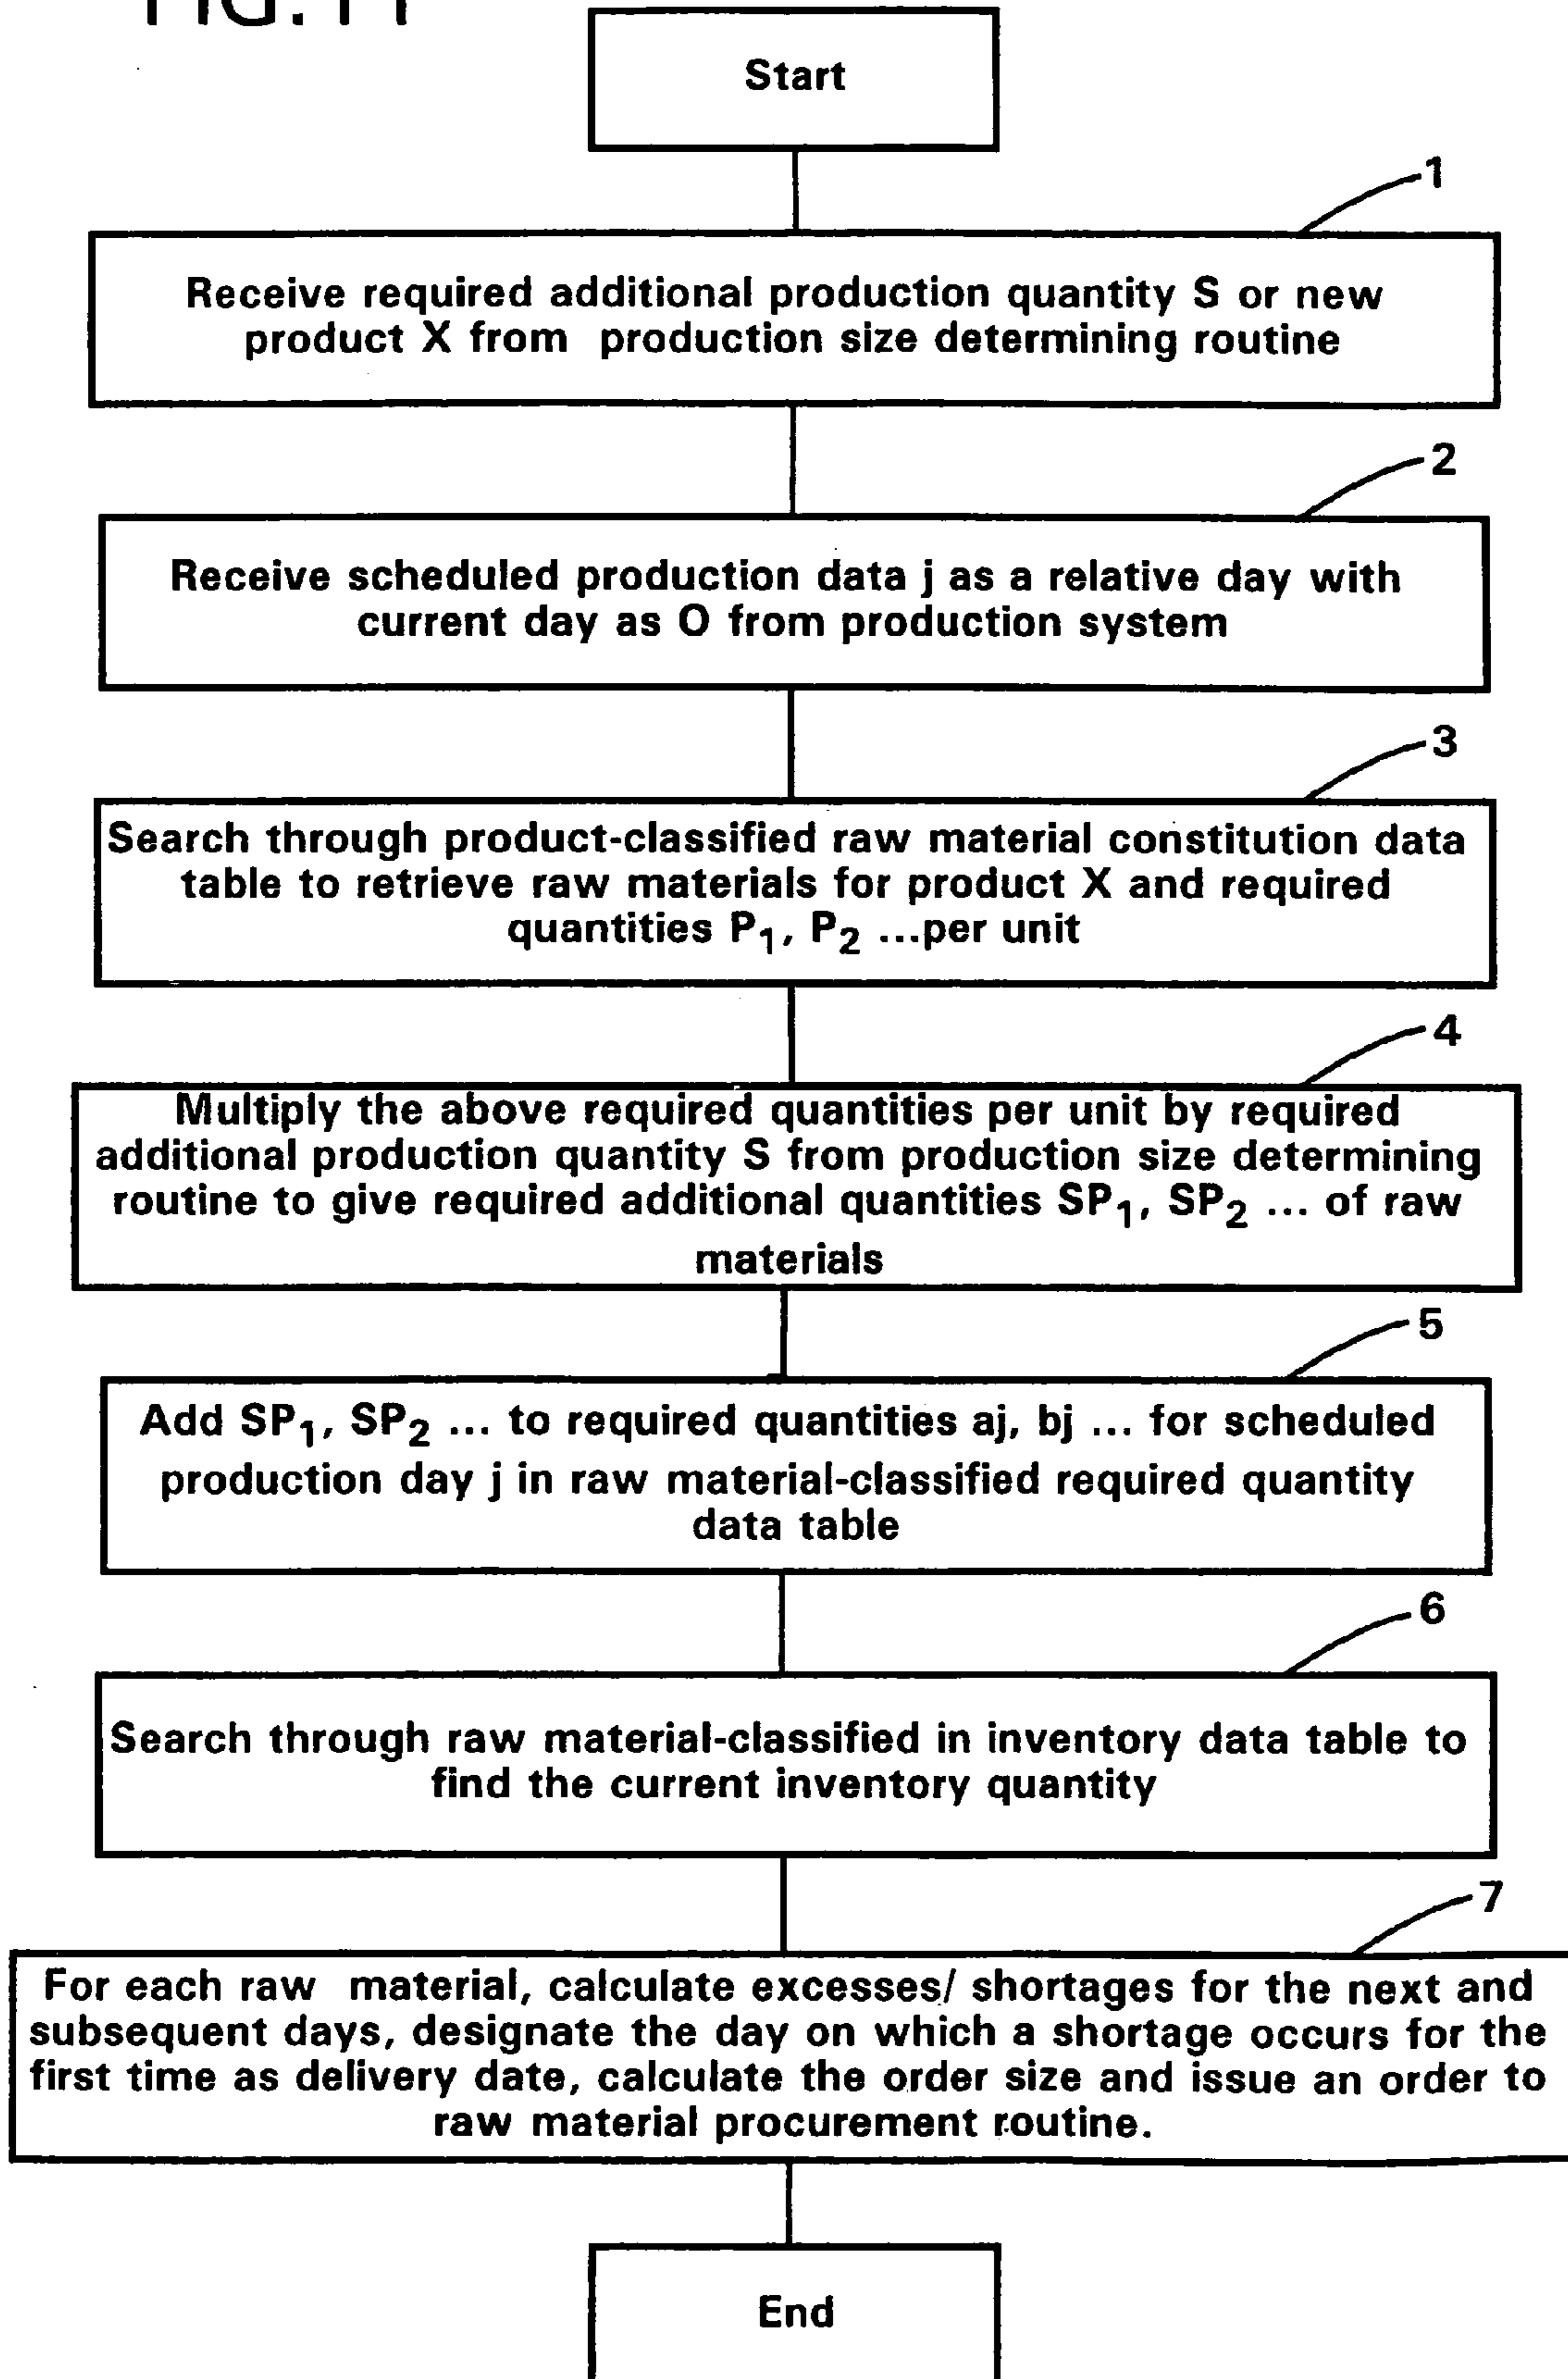 FIG. 11
Start
1
Receive required additional production quantity S or new
product X from production size determining routine
2
Receive scheduled production data j as a relative day with
current day as O from production system
3
Search through product-classified raw material constitution data
table to retrieve raw materials for product X and required
quantities P1, P2 ...per unit
4
Multiply the above required quantities per unit by required
additional production quantity S from production size determining
routine to give required additional quantities SP1, SP2 ... of raw
materials
5
Add SP1, SP2 ... to required quantities aj, bj ... for scheduled
production day j in raw material-classified required quantity
data table
6
Search through raw material-classified in inventory data table to
find the current inventory quantity
7
For each raw material, calculate excesses/ shortages for the next and
subsequent days, designate the day on which a shortage occurs for the
first time as delivery date, calculate the order size and issue an order to
raw material procurement routine.
End